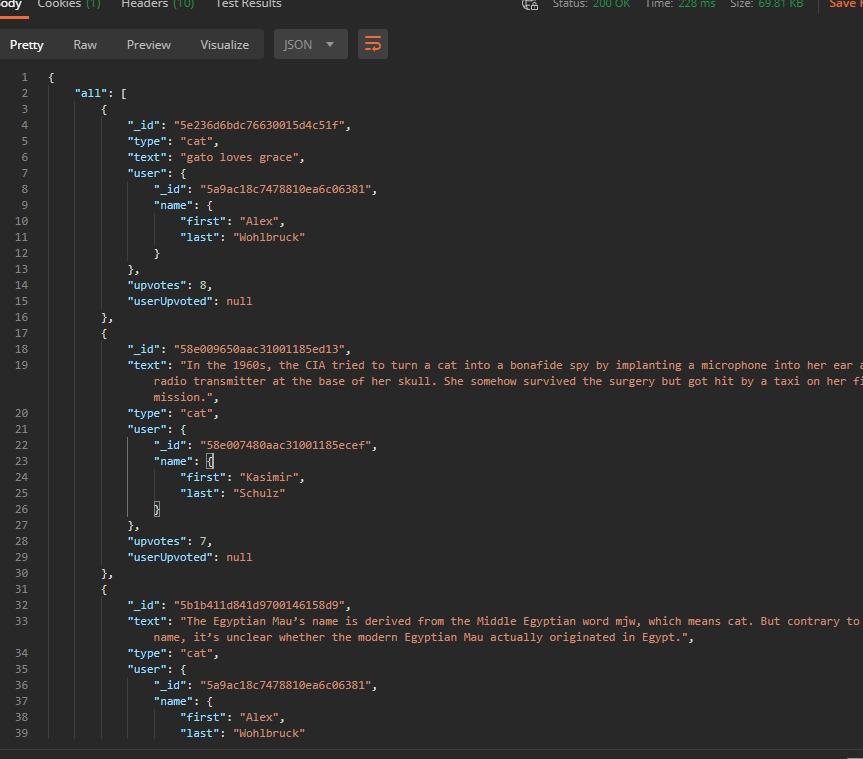 ody Cookies (1) Headers (10) Test Results Status: 200 OK Time: 228 ms Size: 69.81 KB Save
Pretty Raw Preview Visualize JSON
1 {
2 "all": [
3 {
4 "_id": "5e236d6bdc76630015d4c51f",
5 "type": "cat",
6 "text": "gato loves grace",
7 "user": {
8 "_id": "5a9ac18c7478810ea6c06381",
9 "name": {
10 "first": "Alex",
11 "last": "Wohlbruck"
12 }
13 },
14 "upvotes": 8,
15 "userUpvoted": null
16 },
17 {
18 "_id": "58e009650aac31001185ed13",
19 "text": "In the 1960s, the CIA tried to turn a cat into a bonafide spy by implanting a microphone into her ear a
radio transmitter at the base of her skull. She somehow survived the surgery but got hit by a taxi on her fi
mission.",
20 "type": "cat",
21 "user": {
22 "_id": "58e007480aac31001185ecef",
23 "name": {
24 "first": "Kasimir",
25 "last": "Schulz"
26 }
27 },
28 "upvotes": 7,
29 "userUpvoted": null
30 },
31 {
32 "_id": "5b1b411d841d9700146158d9",
33 "text": "The Egyptian Mau’s name is derived from the Middle Egyptian word mjw, which means cat. But contrary to
name, it’s unclear whether the modern Egyptian Mau actually originated in Egypt.",
34 "type": "cat",
35 "user": {
36 "_id": "5a9ac18c7478810ea6c06381",
37 "name": {
38 "first": "Alex",
39 "last": "Wohlbruck"